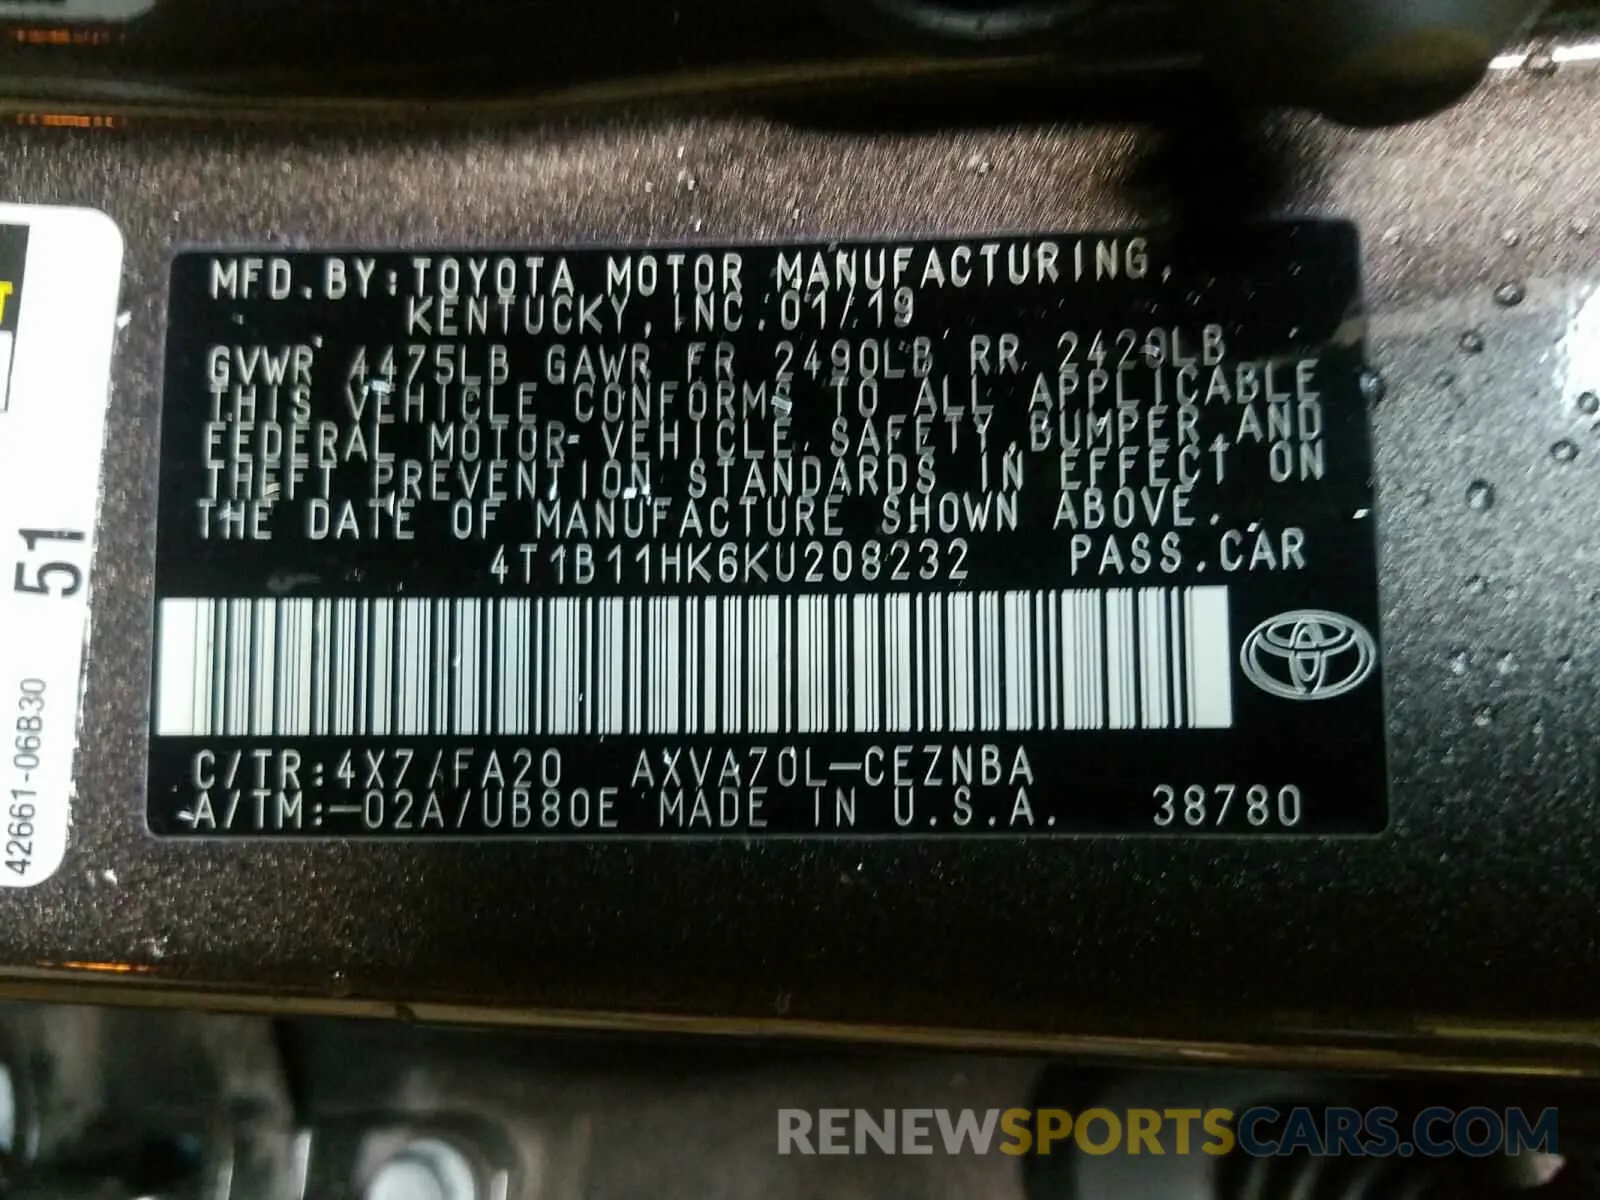 MFD.BY:TOYOTA MOTOR MANUFACTURING,
KENTUCKY, INC.01/19
GVWR 4475LB GAWR FR 2490LB RR 2420LB
THIS VEHICLE CONFORMS TO ALL APPLICABLE
FEDERAL MOTOR VEHICLE SAFETY,BUMPER,AND
THEFT PREVENTION STANDARDS IN EFFECT ON
THE DATE OF MANUFACTURE SHOWN ABOVE.
4T1B11HK6KU208232 PASS.CAR
C/TR:4X7/FA20 AXVA70L-CEZNBA
A/TM:-02A/UB80E MADE IN U.S.A. 38780
51
42661-06B30
RENEWSPORTSCARS.COM